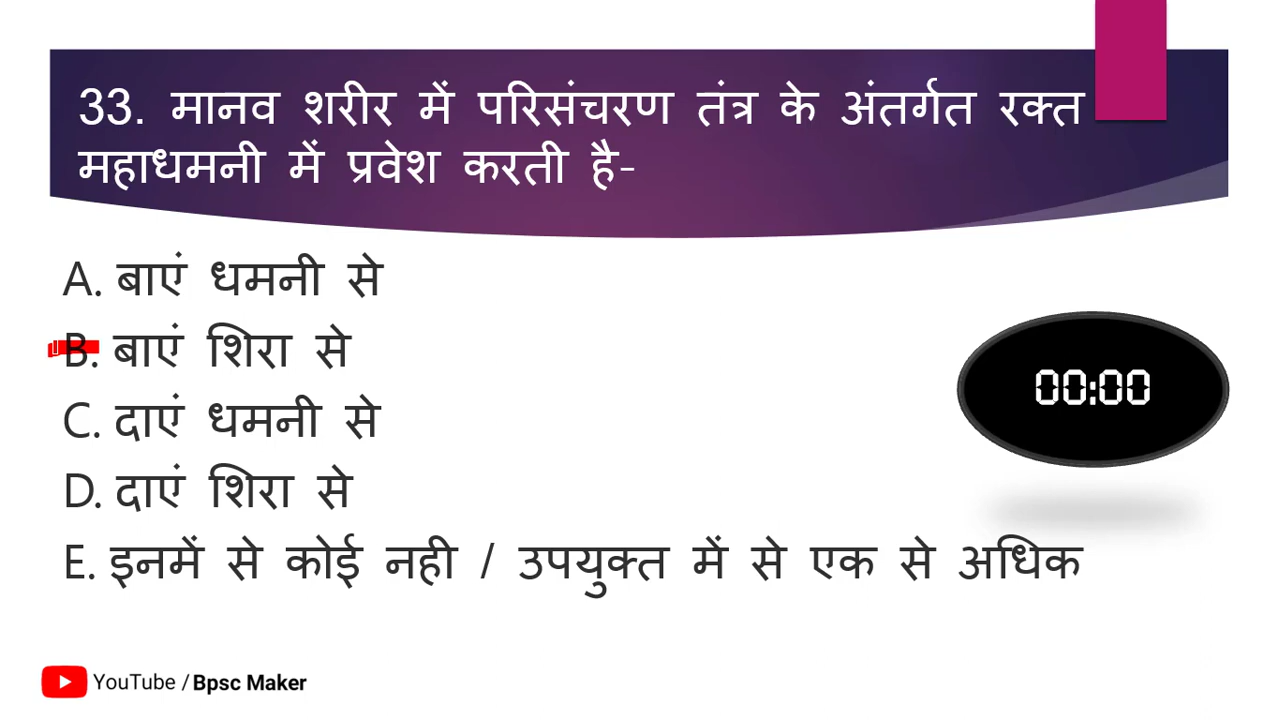 33. मानव शरीर में परिसंचरण तंत्र के अंतर्गत रक्त
महाधमनी में प्रवेश करती है-
A. बाएं धमनी से
B. बाएं शिरा से
C. दाएं धमनी से
D. दाएं शिरा से
E. इनमें से कोई नही / उपयुक्त में से एक से अधिक
00:00
YouTube / Bpsc Maker